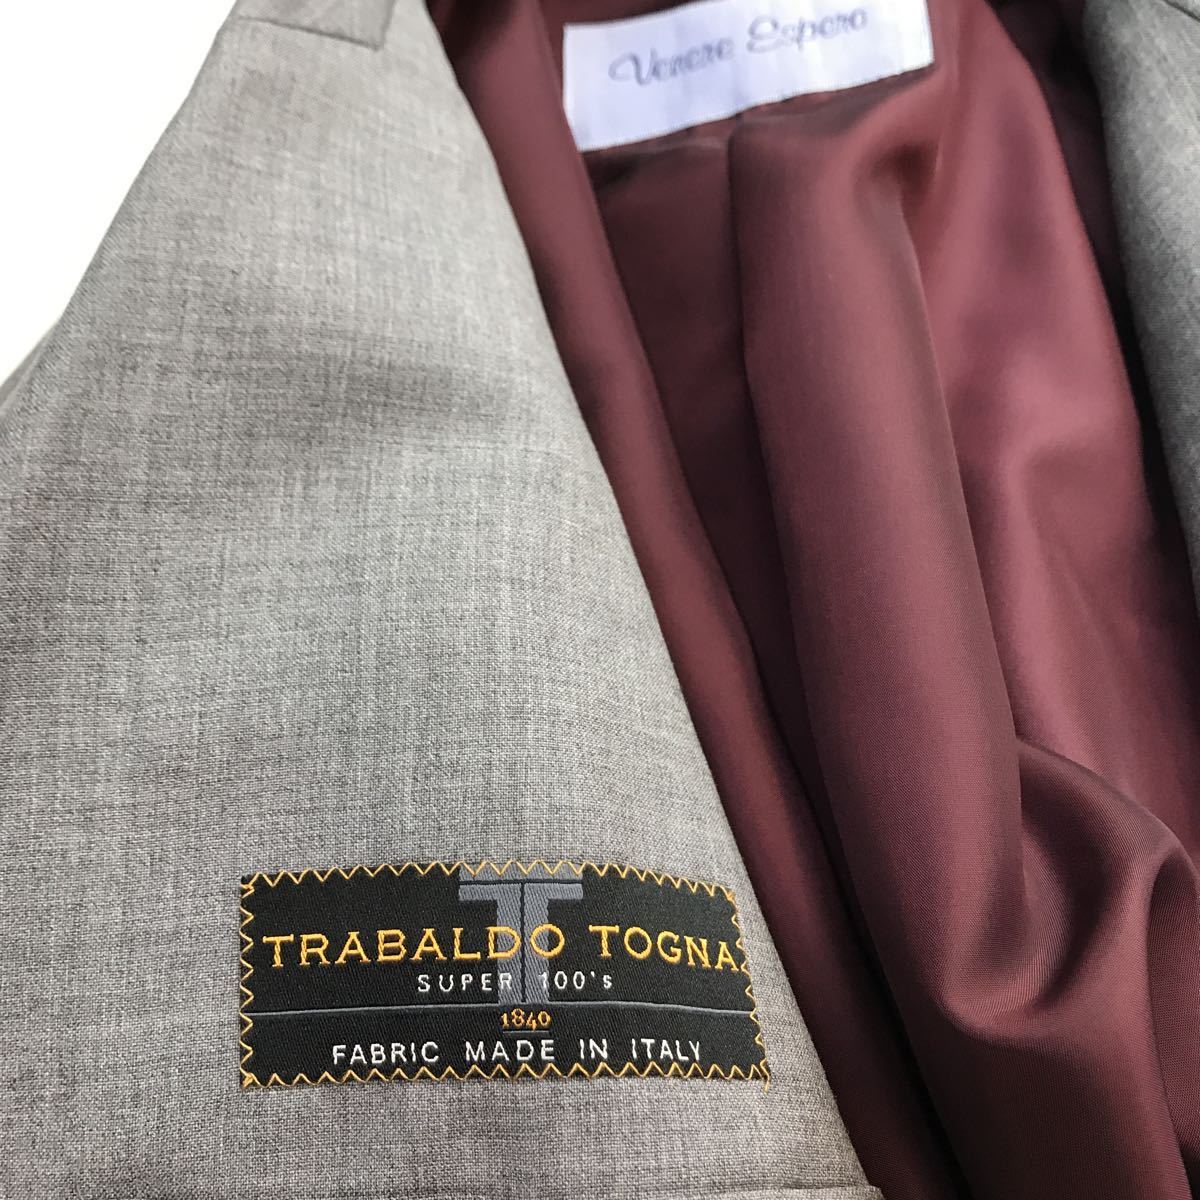 Venere Espero
TRABALDO TOGNA
SUPER 100's
1840
FABRIC MADE IN ITALY